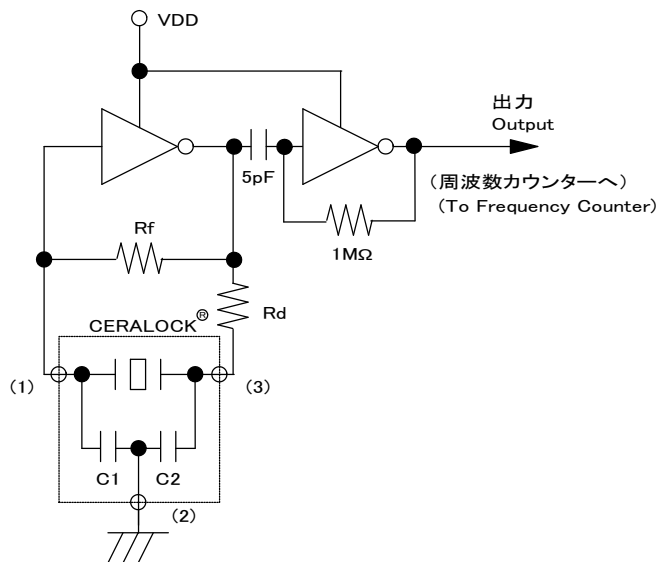 VDD
出力
Output
5pF
(周波数カウンターへ)
(To Frequency Counter)
Rf
1MΩ
Rd
CERALOCK®
(1)
(3)
C1
C2
(2)